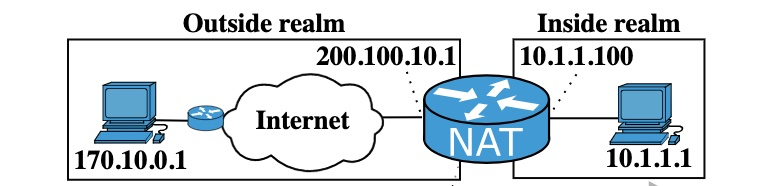 Outside realm
Inside realm
200.100.10.1
10.1.1.100
Internet
NAT
170.10.0.1
10.1.1.1